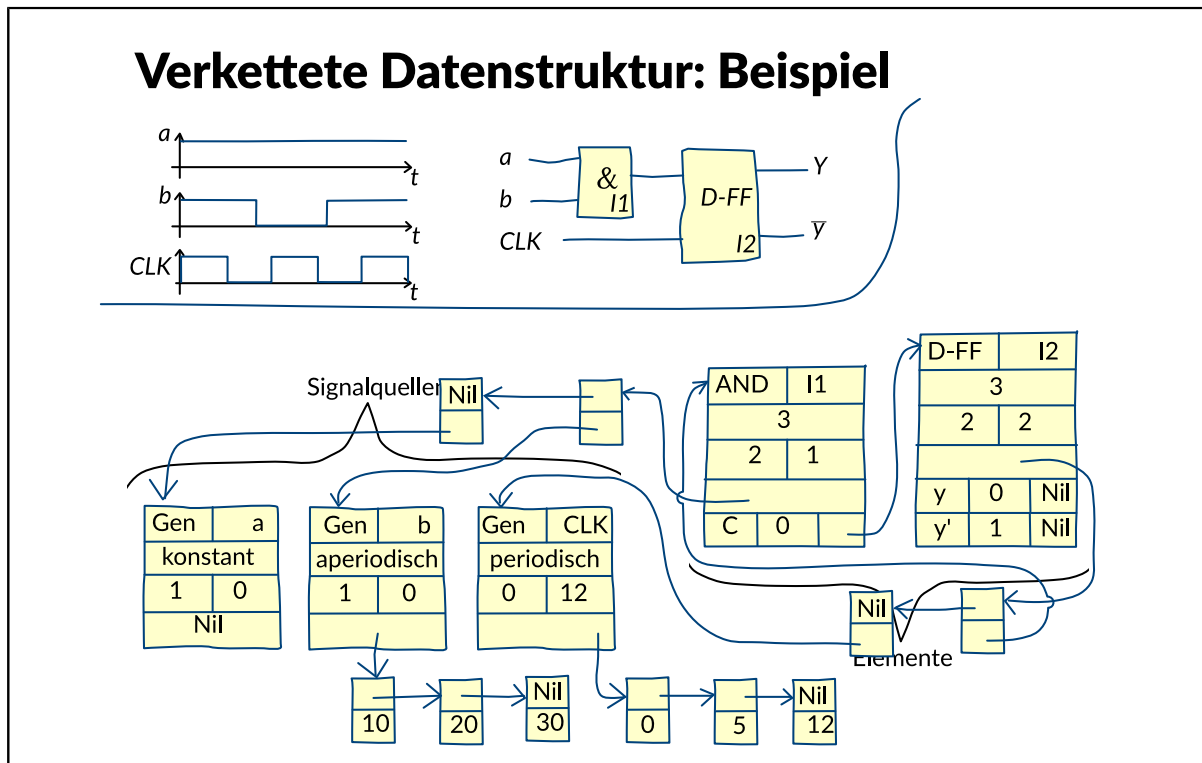 Verkettete Datenstruktur: Beispiel
a
t
b
t
CLK
t
a
b
CLK
&
I1
D-FF
I2
Y
y̅
Signalquellen
Nil
AND I1
3
2 1
C 0
D-FF I2
3
2 2
y 0 Nil
y' 1 Nil
Gen a
konstant
1 0
Nil
Gen b
aperiodisch
1 0
Gen CLK
periodisch
0 12
Nil
Elemente
10
20
Nil
30
0
5
Nil
12